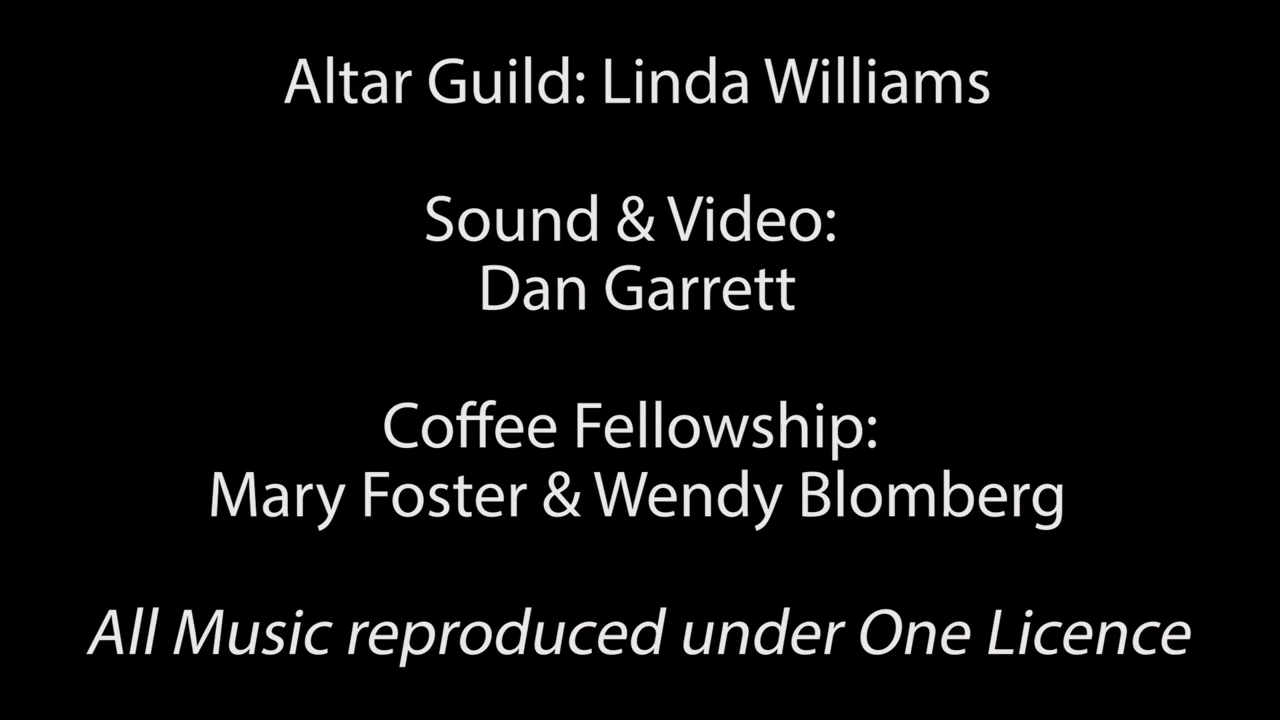 Altar Guild: Linda Williams
Sound & Video:
Dan Garrett
Coffee Fellowship:
Mary Foster & Wendy Blomberg
All Music reproduced under One Licence